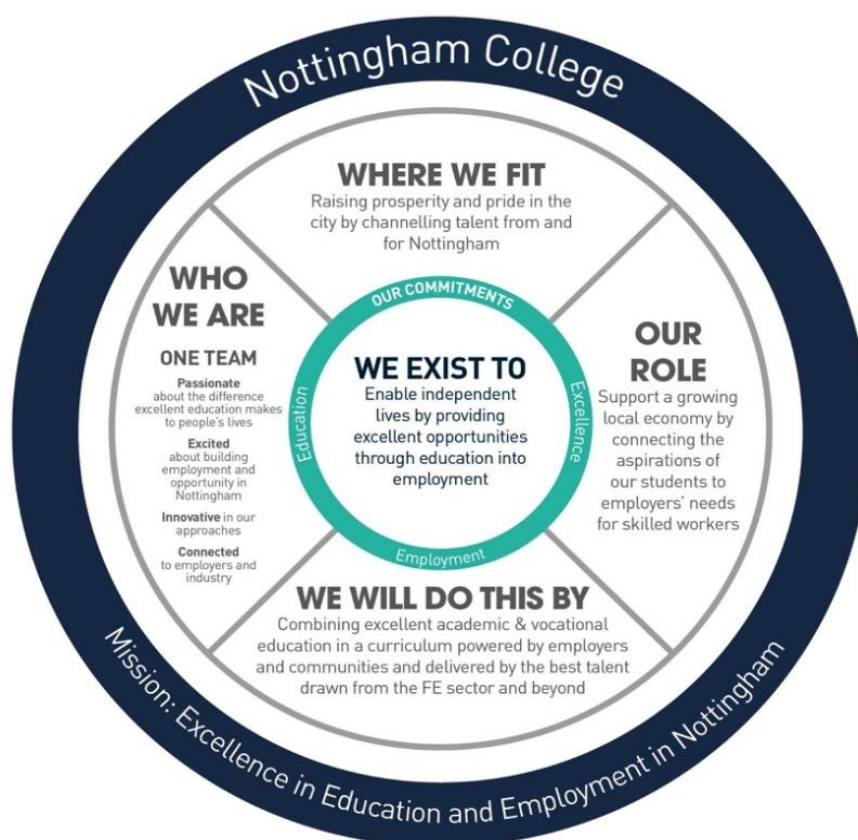 Nottingham College
WHERE WE FIT
Raising prosperity and pride in the
city by channelling talent from and
for Nottingham
WHO
WE ARE
ONE TEAM
Passionate
about the difference
excellent education makes
to people's lives
Excited
about building
employment and
opportunity in
Nottingham
Innovative in our
approaches
Connected
to employers and
industry
OUR COMMITMENTS
Education
Excellence
Employment
WE EXIST TO
Enable independent
lives by providing
excellent opportunities
through education into
employment
OUR
ROLE
Support a growing
local economy by
connecting the
aspirations of
our students to
employers' needs
for skilled workers
WE WILL DO THIS BY
Combining excellent academic & vocational
education in a curriculum powered by employers
and communities and delivered by the best talent
drawn from the FE sector and beyond
Mission: Excellence in Education and Employment in Nottingham